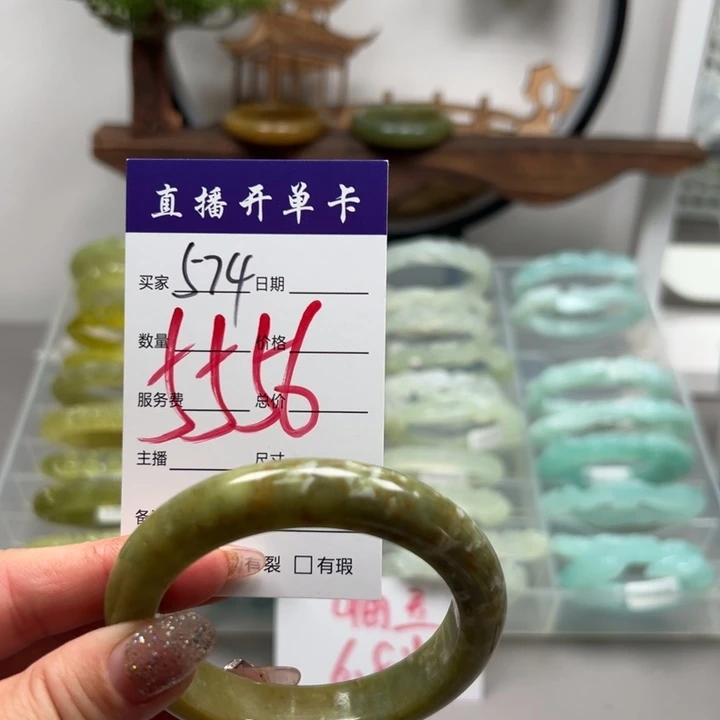 直播开单卡
买家 574 日期
数量 价格
5556
服务费 总价
主播 尺寸
备
有裂 □有瑕